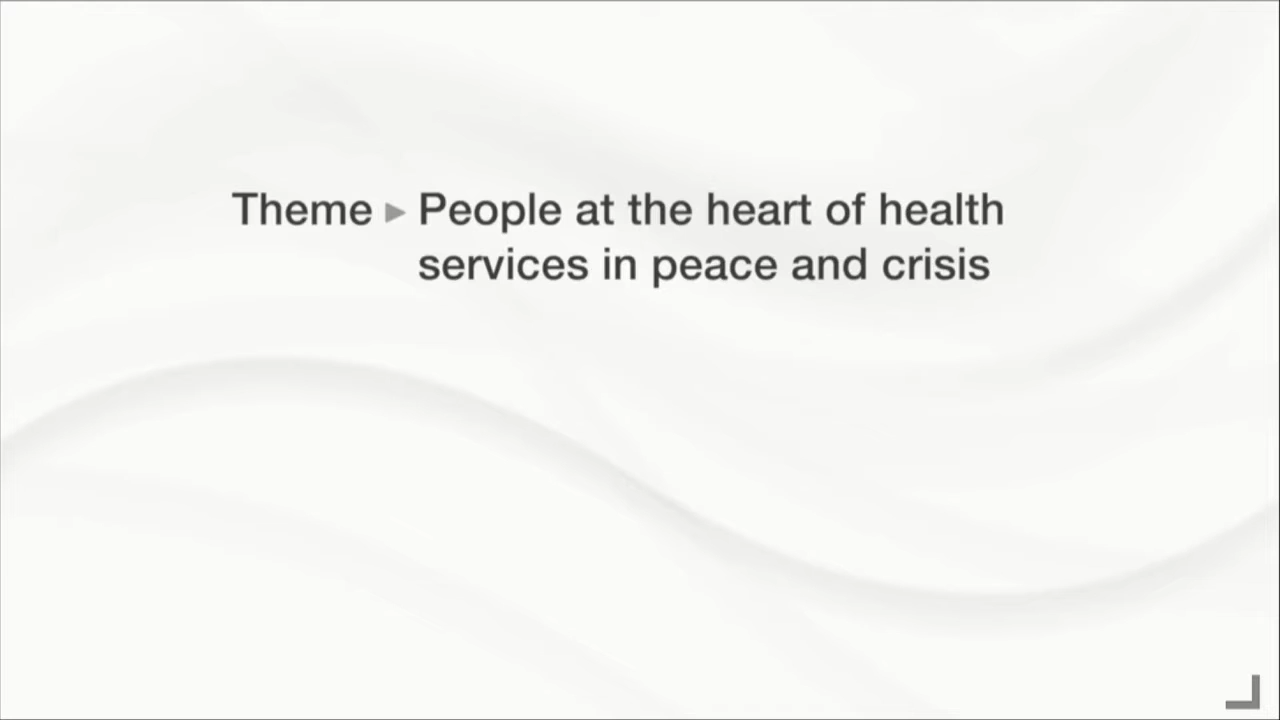 Theme ▸ People at the heart of health
services in peace and crisis